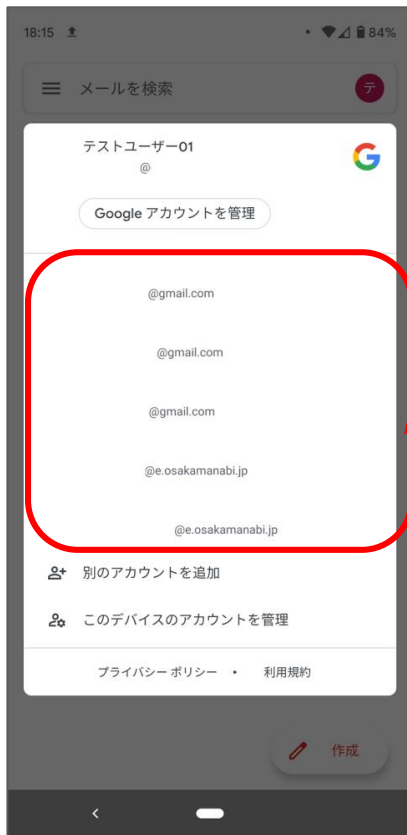 18:15
84%
メールを検索
テ
テストユーザー01
@
G
Google アカウントを管理
@gmail.com
@gmail.com
@gmail.com
@e.osakamanabi.jp
@e.osakamanabi.jp
別のアカウントを追加
このデバイスのアカウントを管理
プライバシー ポリシー • 利用規約
作成